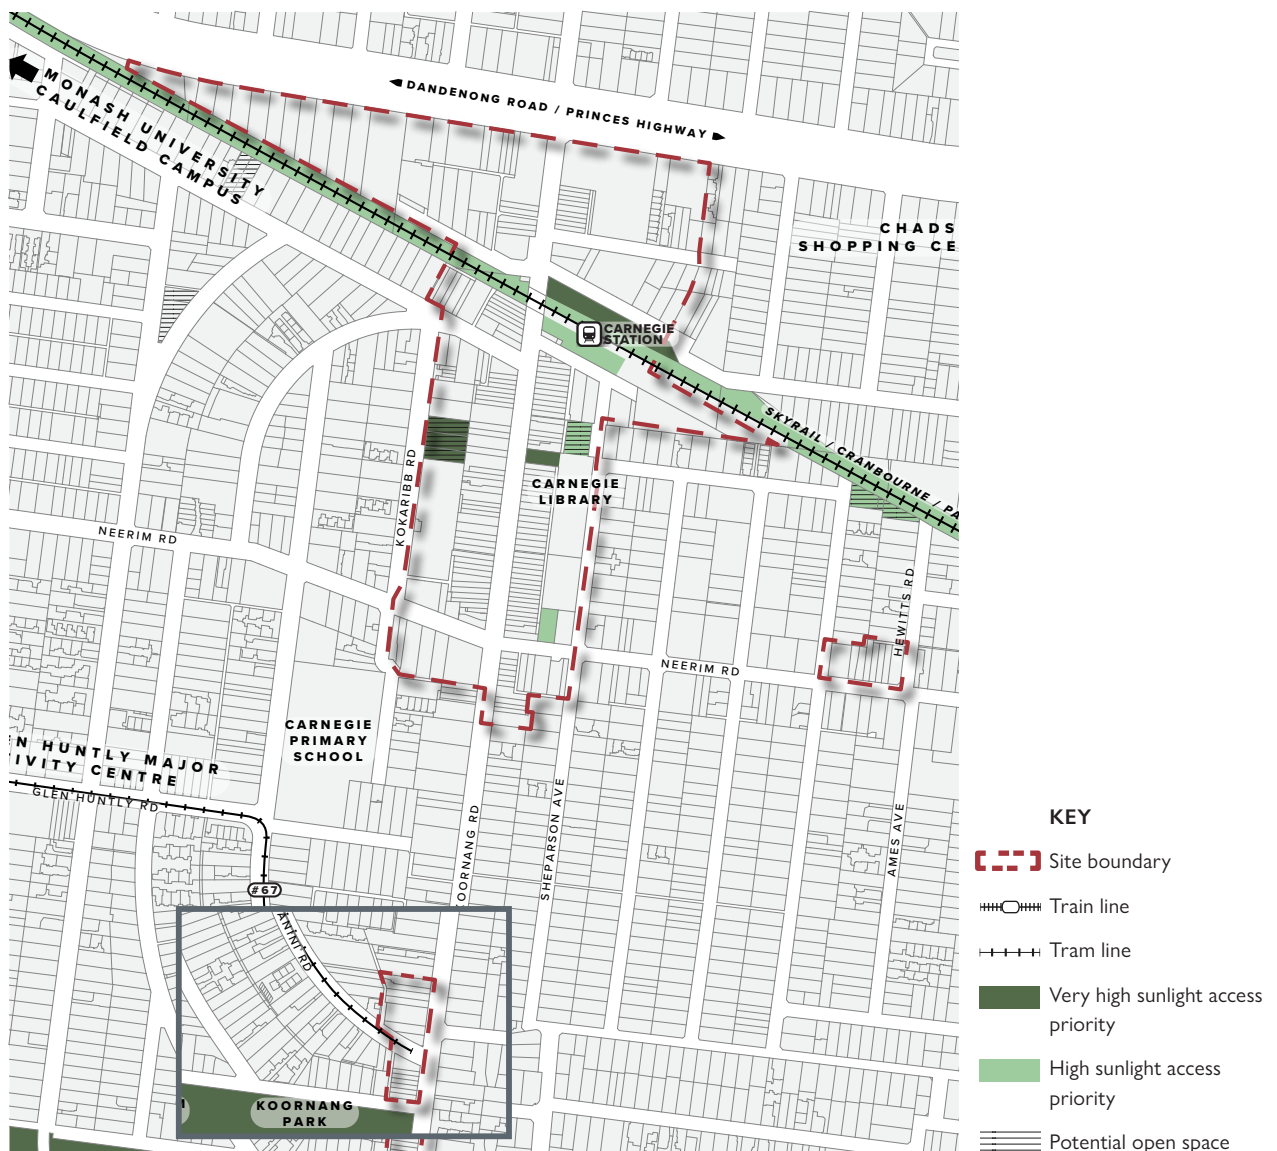 DANDENONG ROAD / PRINCES HIGHWAY
MONASH UNIVERSITY
CAULFIELD CAMPUS
CHADS
SHOPPING CE
CARNEGIE
STATION
SKYRAIL / CRANBOURNE / PA
KOKARIBB RD
CARNEGIE
LIBRARY
NEERIM RD
HEWITTS RD
NEERIM RD
CARNEGIE
PRIMARY
SCHOOL
EN HUNTLY MAJOR
IVITY CENTRE
GLEN HUNTLY RD
KOORNANG RD
SHEPARSON AVE
AMES AVE
#67
ANINI RD
KOORNANG
PARK
KEY
Site boundary
Train line
Tram line
Very high sunlight access
priority
High sunlight access
priority
Potential open space